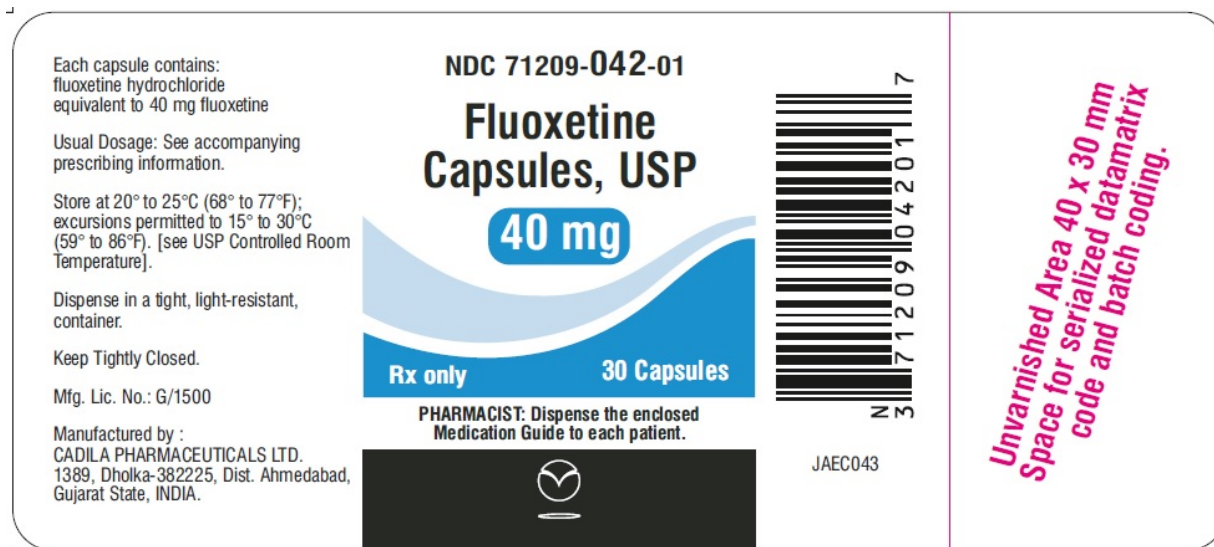 Each capsule contains:
fluoxetine hydrochloride
equivalent to 40 mg fluoxetine
Usual Dosage: See accompanying
prescribing information.
Store at 20° to 25°C (68° to 77°F);
excursions permitted to 15° to 30°C
(59° to 86°F). [see USP Controlled Room
Temperature].
Dispense in a tight, light-resistant,
container.
Keep Tightly Closed.
Mfg. Lic. No.: G/1500
Manufactured by :
CADILA PHARMACEUTICALS LTD.
1389, Dholka-382225, Dist. Ahmedabad,
Gujarat State, INDIA.
NDC 71209-042-01
Fluoxetine
Capsules, USP
40 mg
Rx only
30 Capsules
PHARMACIST: Dispense the enclosed
Medication Guide to each patient.
N
3 71209 04201 7
JAEC043
Unvarnished Area 40 x 30 mm
Space for serialized datamatrix
code and batch coding.